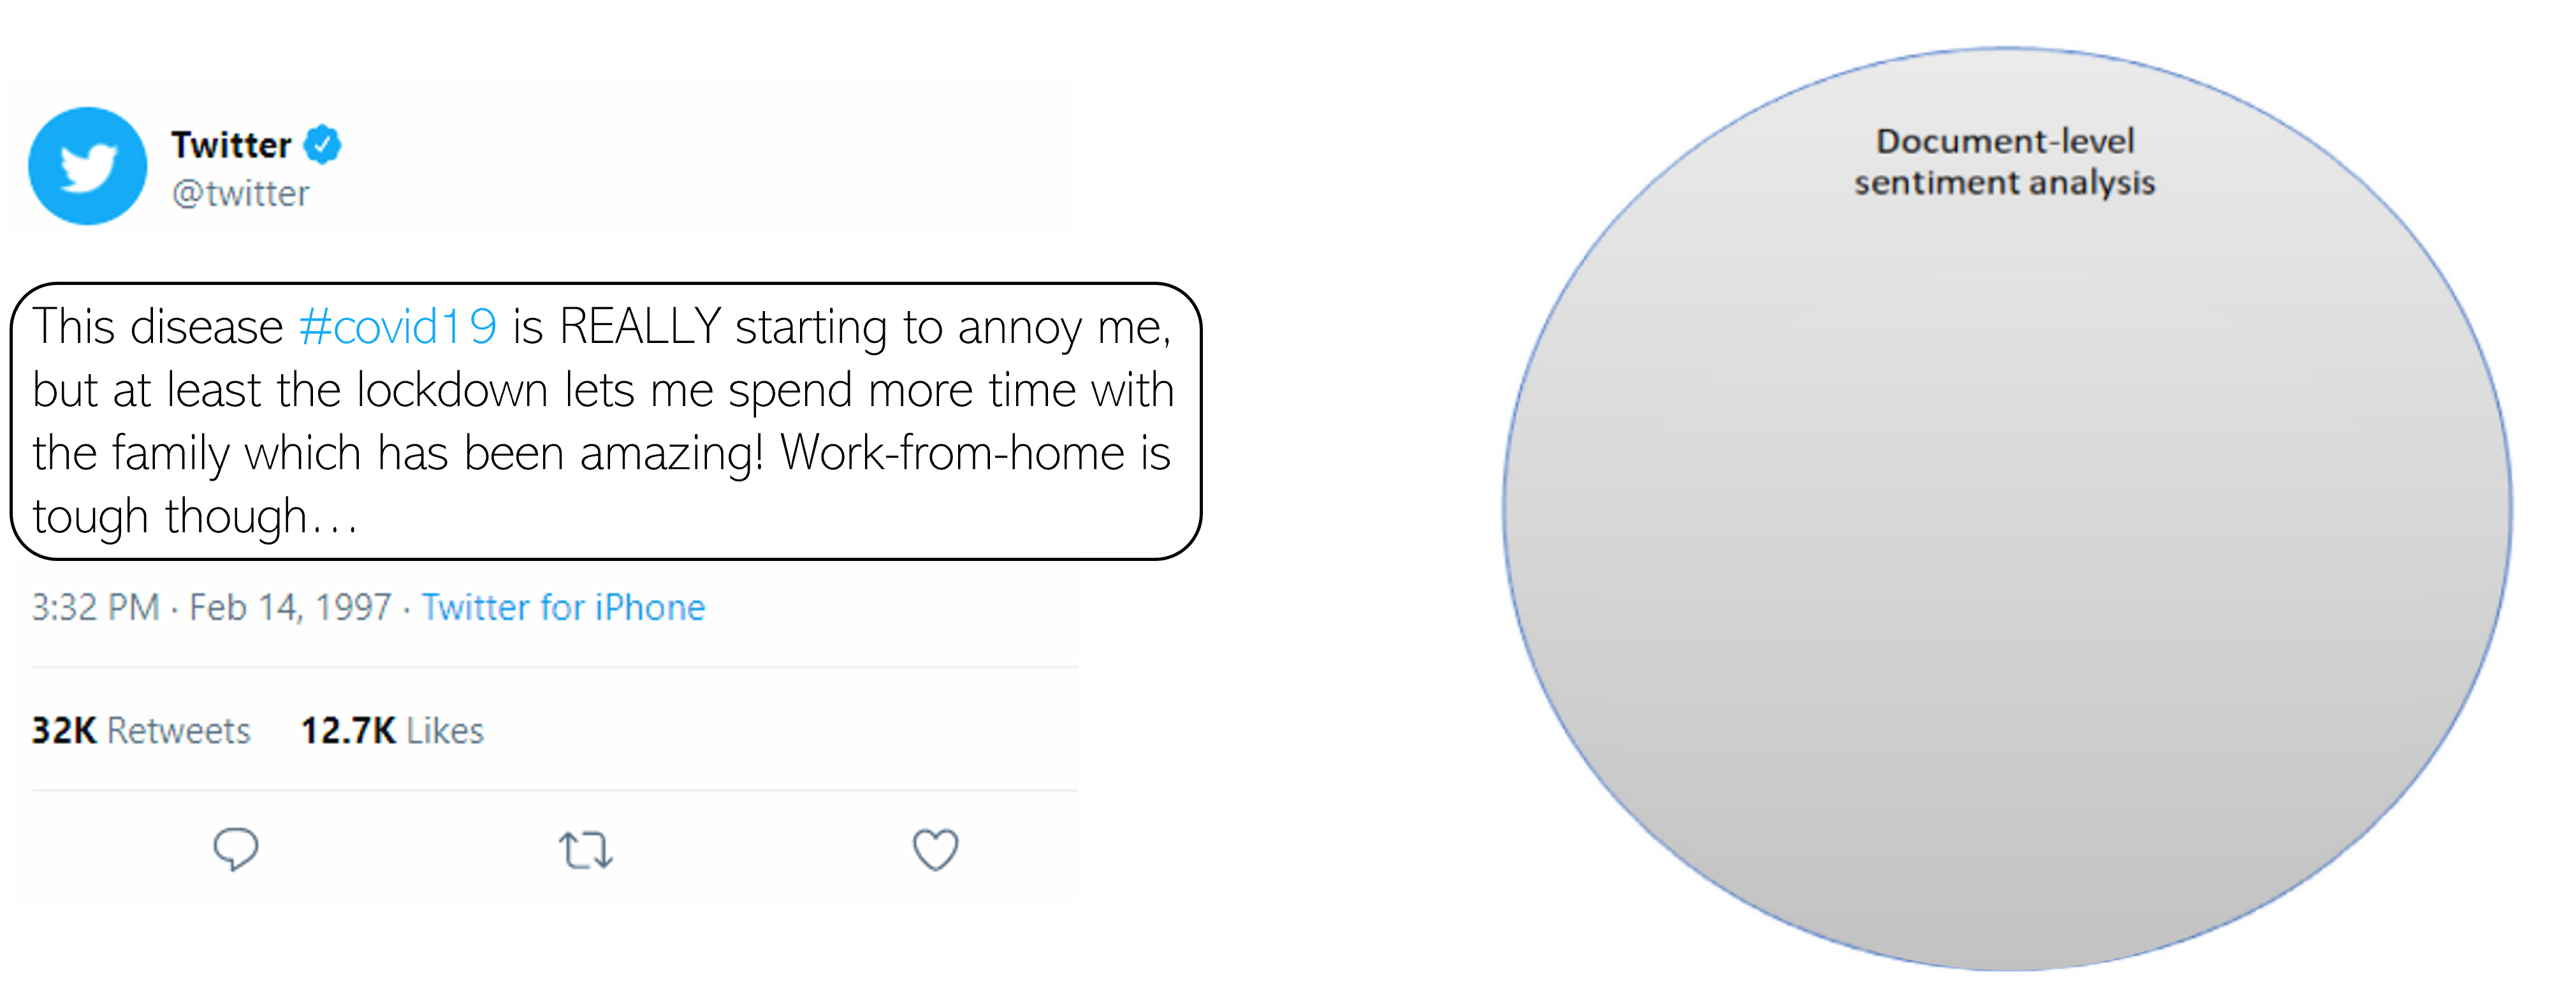 Twitter
@twitter
This disease #covid19 is REALLY starting to annoy me,
but at least the lockdown lets me spend more time with
the family which has been amazing! Work-from-home is
tough though...
3:32 PM · Feb 14, 1997 · Twitter for iPhone
32K Retweets 12.7K Likes
Document-level
sentiment analysis